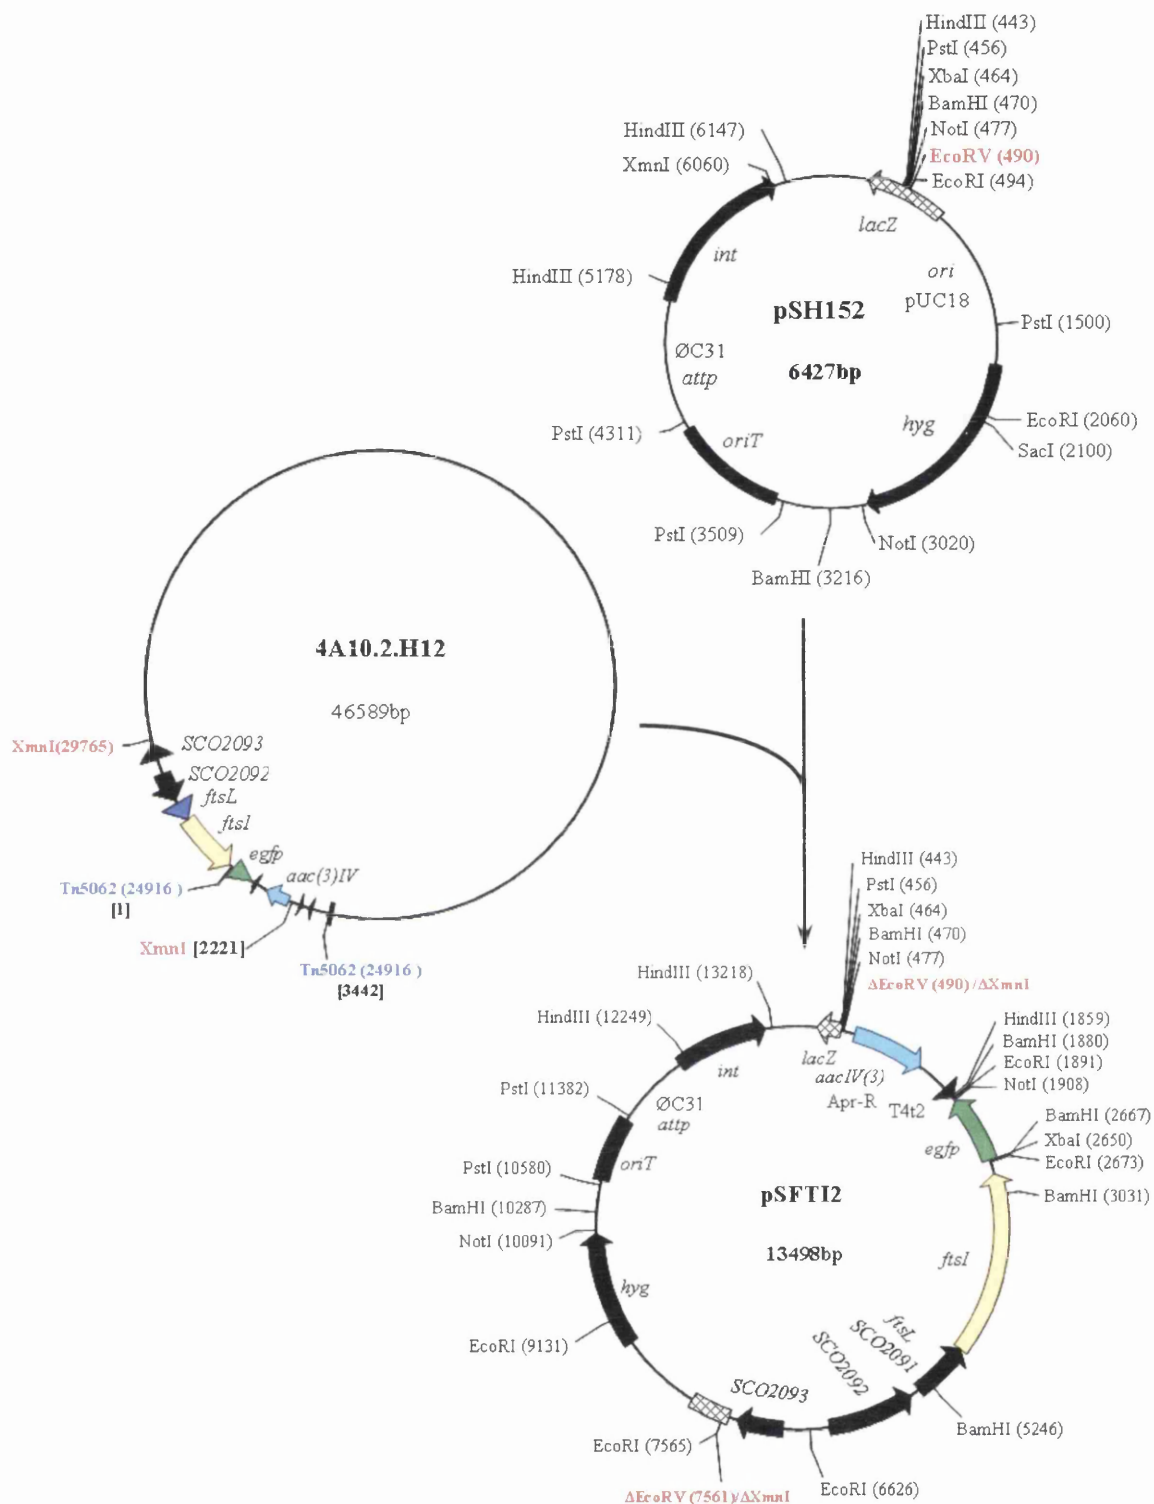 HindIII (443)
PstI (456)
XbaI (464)
BamHI (470)
NotI (477)
EcoRV (490)
EcoRI (494)
HindIII (6147)
XmnI (6060)
lacZ
int
ori
pUC18
HindIII (5178)
pSH152
PstI (1500)
ØC31
attp
6427bp
PstI (4311)
oriT
hyg
EcoRI (2060)
SacI (2100)
PstI (3509)
NotI (3020)
BamHI (3216)
4A10.2.H12
46589bp
XmnI(29765)
SCO2093
SCO2092
ftsL
ftsI
egfp
aac(3)IV
Tn5062 (24916 )
[1]
XmnI [2221]
Tn5062 (24916 )
[3442]
HindIII (443)
PstI (456)
XbaI (464)
BamHI (470)
NotI (477)
ΔEcoRV (490) /ΔXmnI
HindIII (13218)
HindIII (12249)
HindIII (1859)
BamHI (1880)
EcoRI (1891)
NotI (1908)
lacZ
aacIV(3)
Apr-R
T4t2
int
PstI (11382)
ØC31
attp
BamHI (2667)
XbaI (2650)
EcoRI (2673)
egfp
oriT
PstI (10580)
BamHI (3031)
BamHI (10287)
NotI (10091)
pSFTI2
13498bp
ftsI
hyg
ftsL
SCO2091
SCO2092
EcoRI (9131)
SCO2093
BamHI (5246)
EcoRI (7565)
EcoRI (6626)
ΔEcoRV (7561)/ΔXmnI